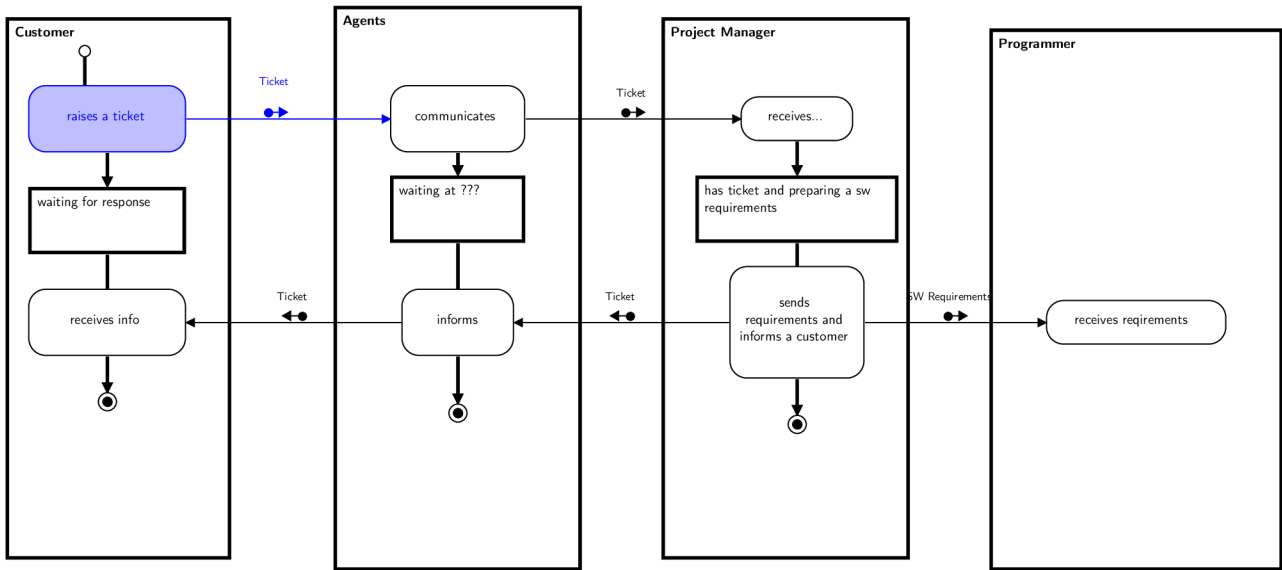 Customer
Agents
Project Manager
Programmer
Ticket
Ticket
raises a ticket
communicates
receives...
waiting for response
waiting at ???
has ticket and preparing a sw
requirements
Ticket
Ticket
SW Requirements
receives info
informs
sends
requirements and
informs a customer
receives reqirements